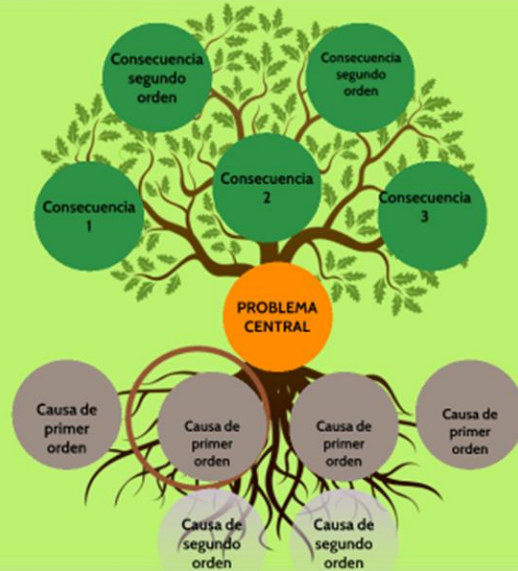 Consecuencia
segundo
orden
Consecuencia
segundo
orden
Consecuencia
1
Consecuencia
2
Consecuencia
3
PROBLEMA
CENTRAL
Causa de
primer
orden
Causa de
primer
orden
Causa de
primer
orden
Causa de
primer
orden
Causa de
segundo
orden
Causa de
segundo
orden